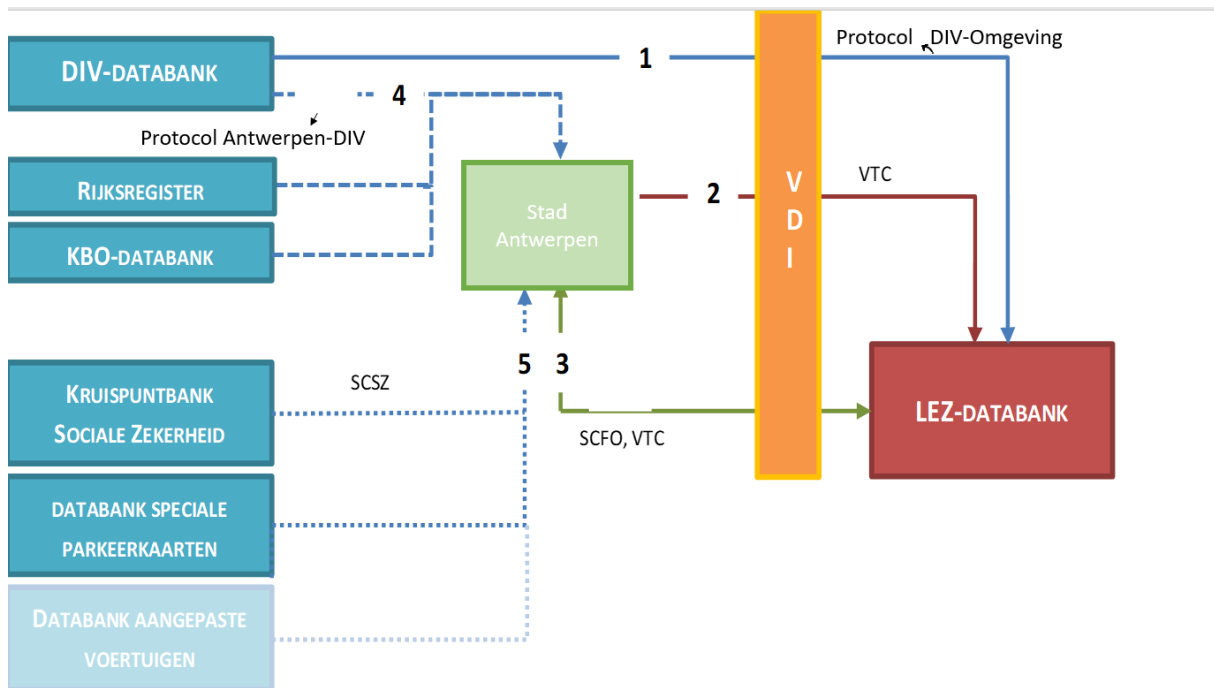 DIV-DATABANK
1
Protocol DIV-Omgeving
4
Protocol Antwerpen-DIV
RIJKSREGISTER
KBO-DATABANK
Stad
Antwerpen
2
V
D
I
VTC
KRUISPUNTBANK
SOCIALE ZEKERHEID
SCSZ
5
3
SCFO, VTC
LEZ-DATABANK
DATABANK SPECIALE
PARKEERKAARTEN
DATABANK AANGEPASTE
VOERTUIGEN